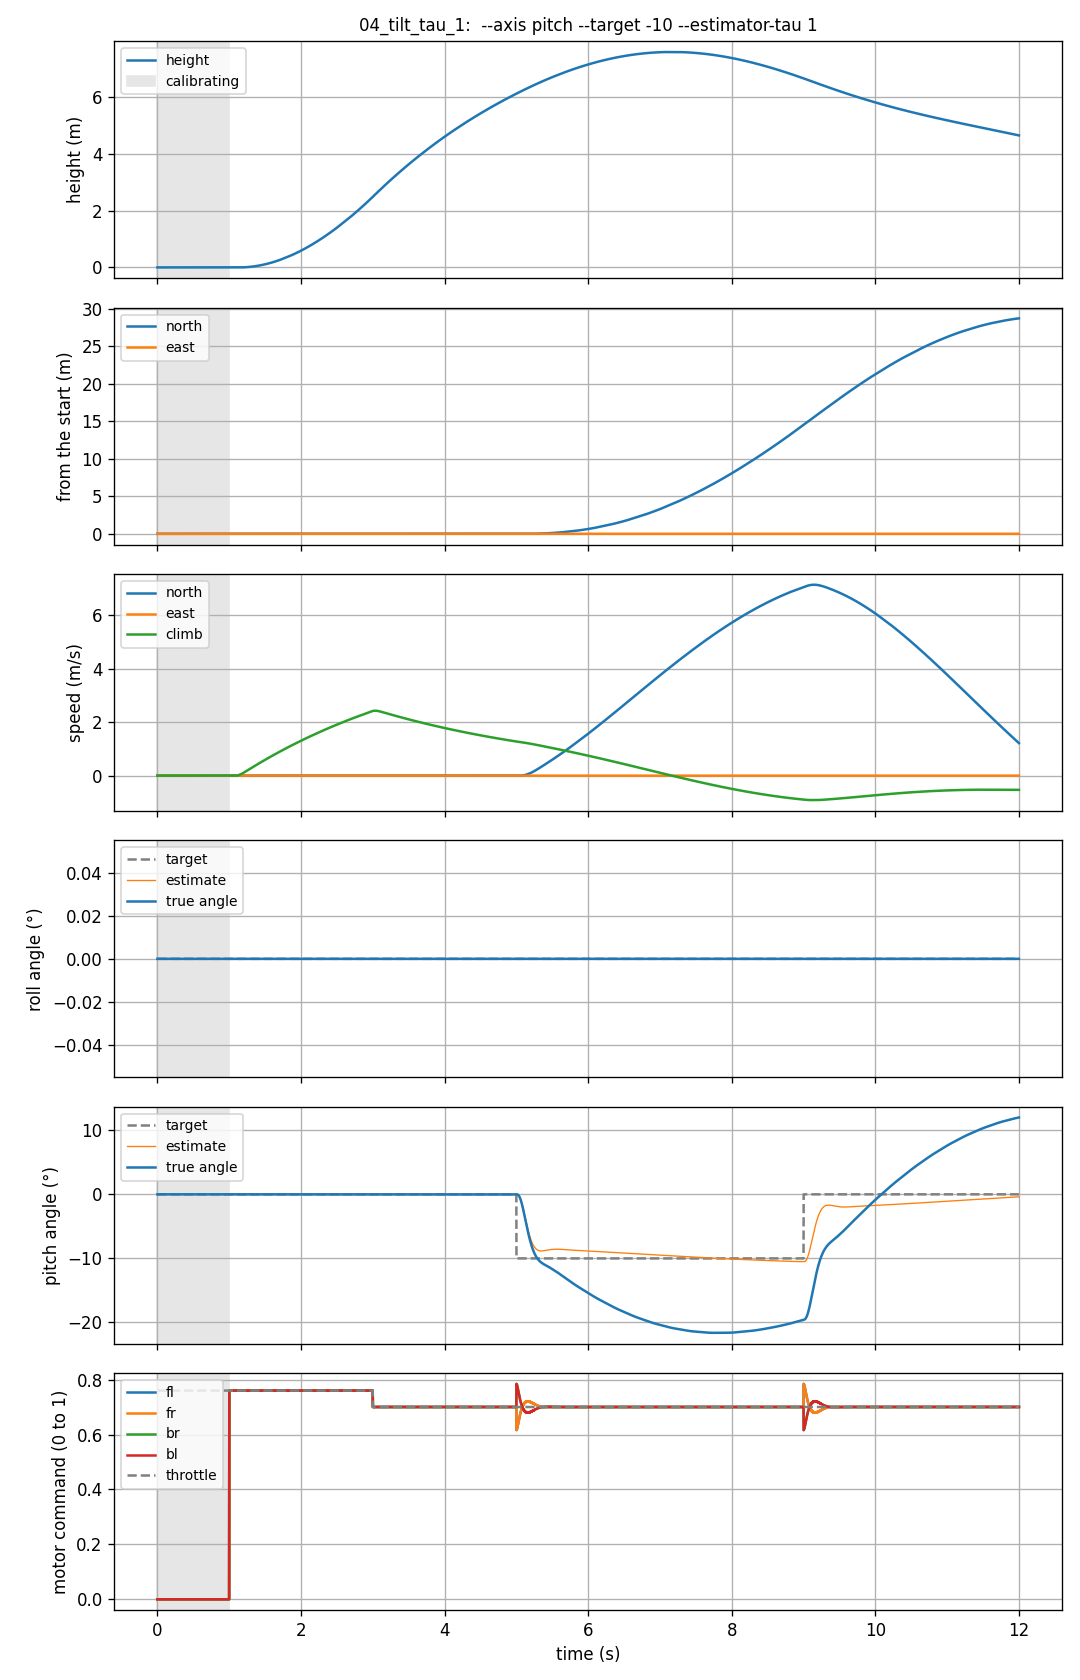 04_tilt_tau_1:  --axis pitch --target -10 --estimator-tau 1
height
calibrating
6
4
2
0
height (m)
north
east
30
25
20
15
10
5
0
from the start (m)
north
east
climb
6
4
2
0
speed (m/s)
target
estimate
true angle
0.04
0.02
0.00
−0.02
−0.04
roll angle (°)
target
estimate
true angle
10
0
−10
−20
pitch angle (°)
fl
fr
br
bl
throttle
0.8
0.6
0.4
0.2
0.0
motor command (0 to 1)
0 2 4 6 8 10 12
time (s)